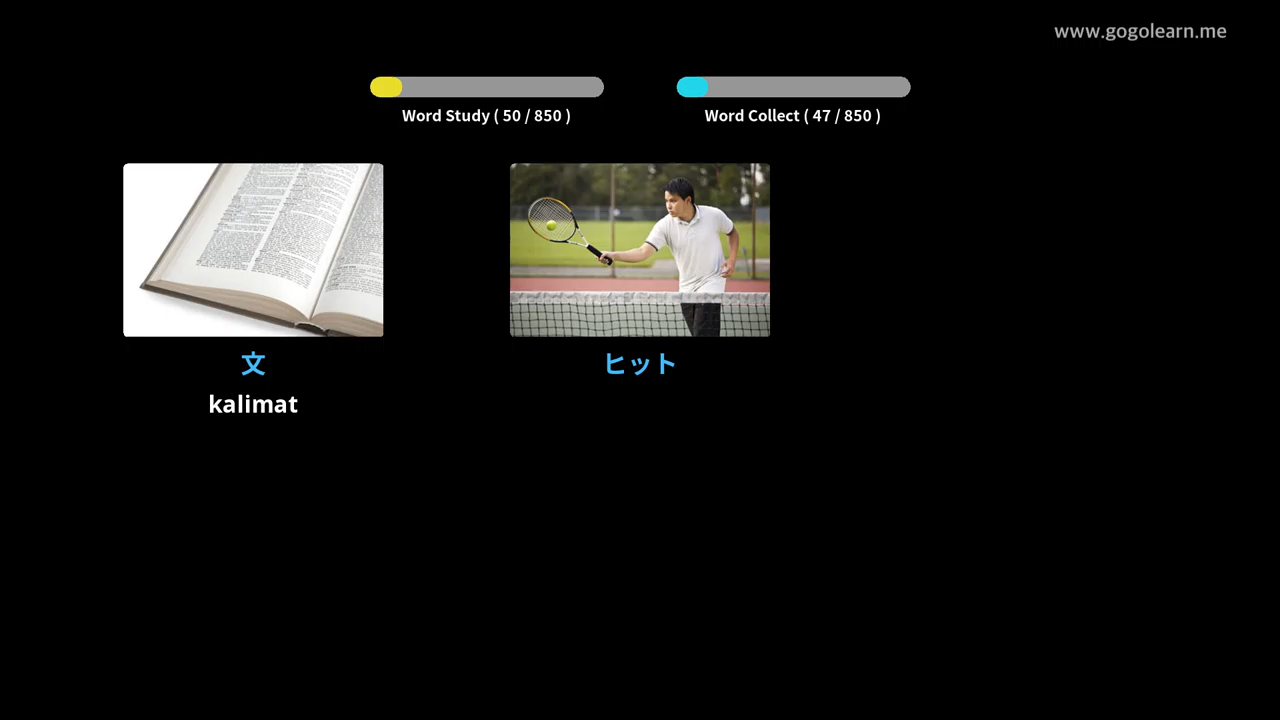 www.gogolearn.me
Word Study ( 50 / 850 )
Word Collect ( 47 / 850 )
文
ヒット
kalimat